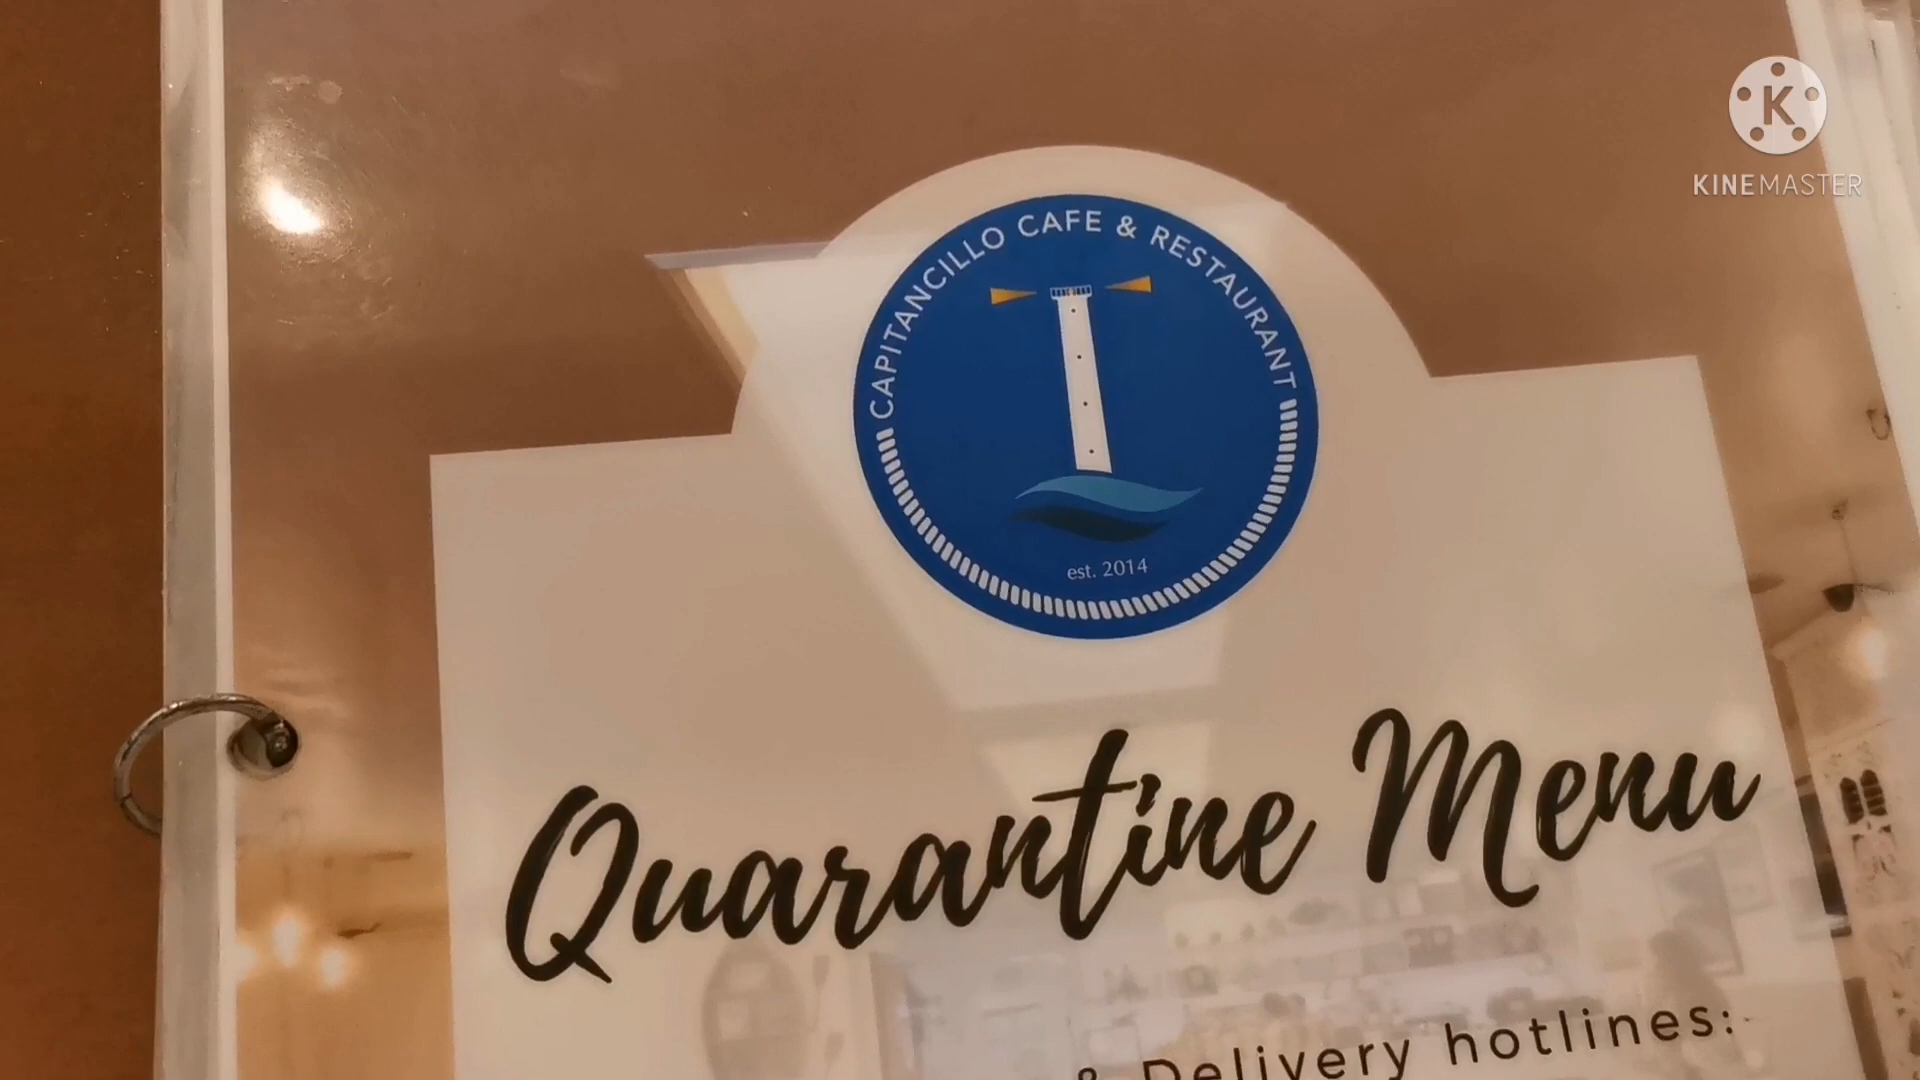 K
KINEMASTER
CAPITANCILLO CAFE & RESTAURANT
est. 2014
Quarantine Menu
& Delivery hotlines: